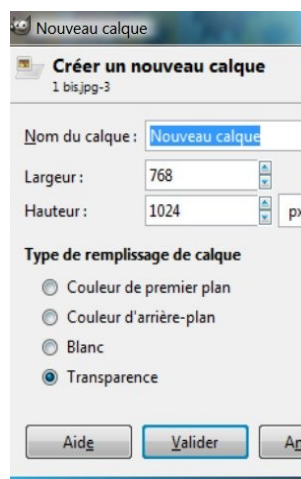 Nouveau calque
Créer un nouveau calque
1 bis.jpg-3
Nom du calque : Nouveau calque
Largeur : 768
Hauteur : 1024 px
Type de remplissage de calque
Couleur de premier plan
Couleur d'arrière-plan
Blanc
Transparence
Aide Valider